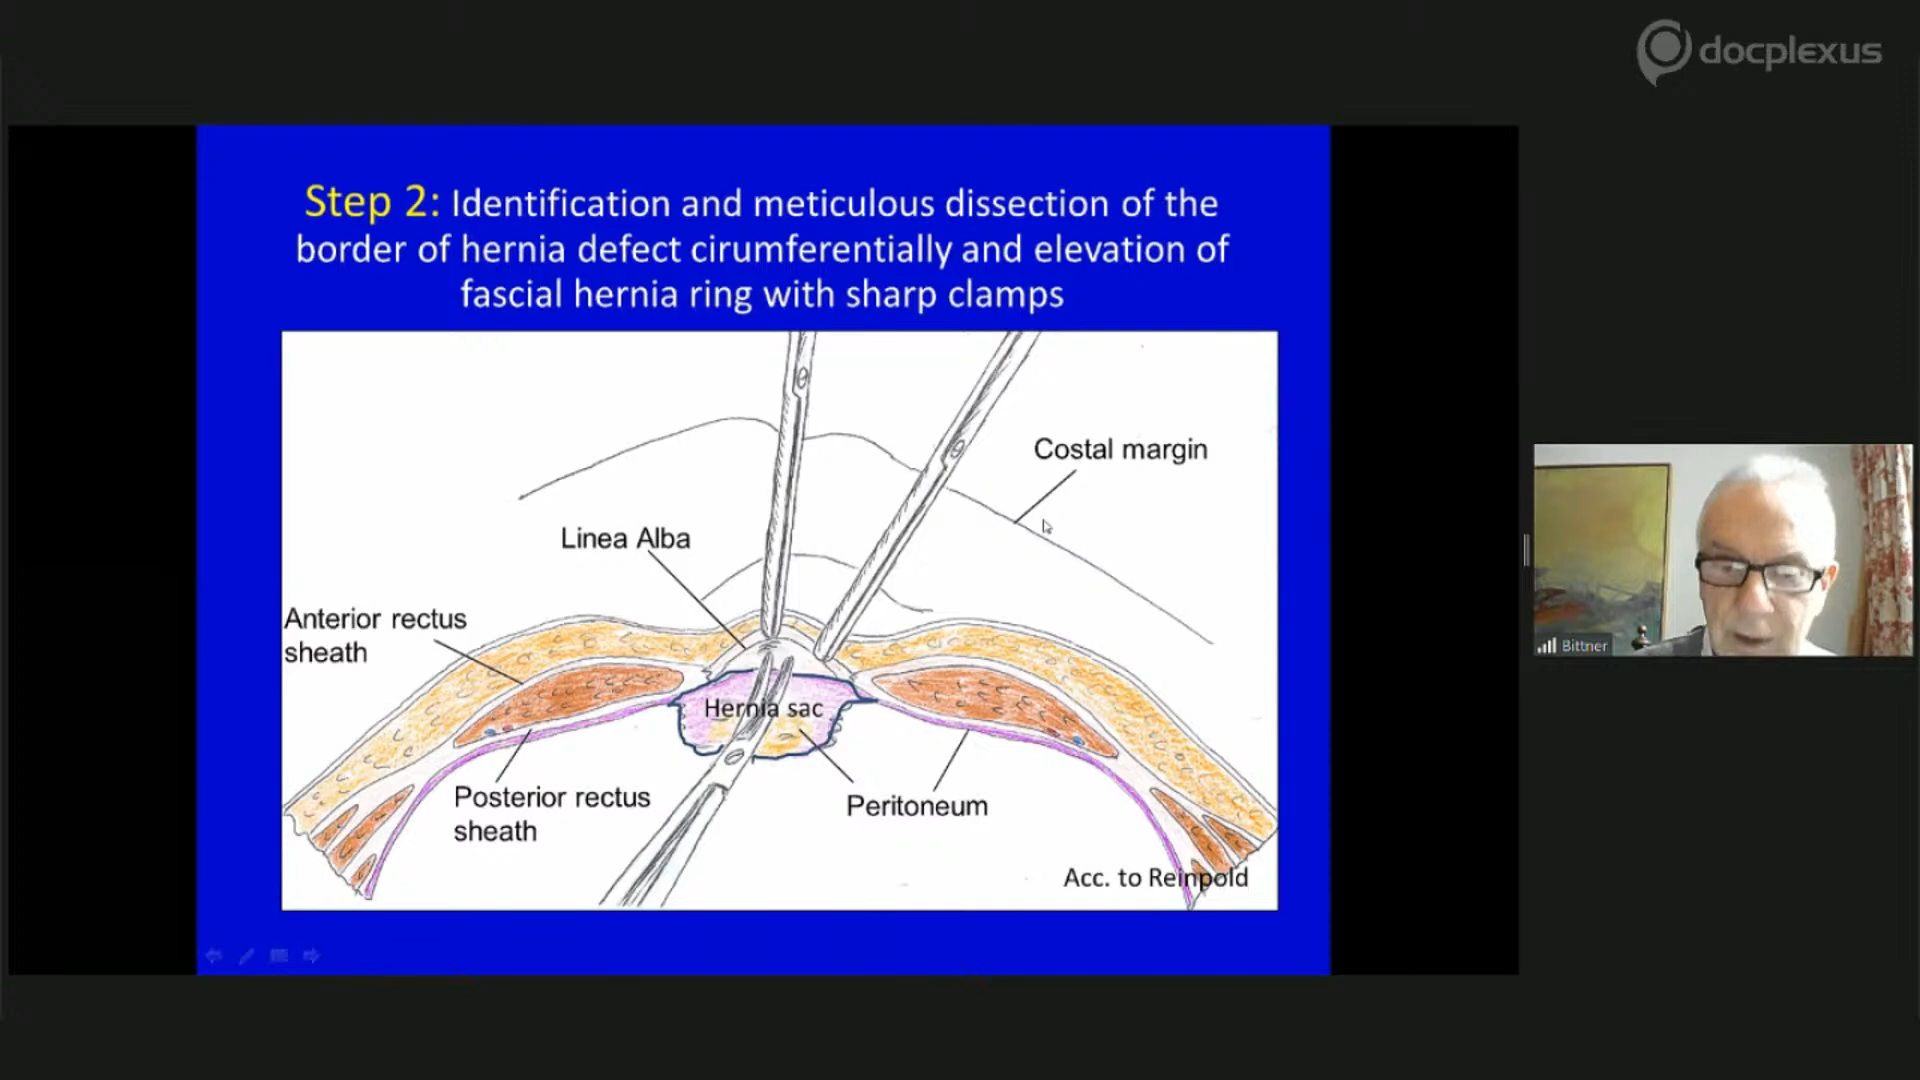 docplexus
Step 2: Identification and meticulous dissection of the
border of hernia defect cirumferentially and elevation of
fascial hernia ring with sharp clamps
Costal margin
Linea Alba
Anterior rectus
sheath
Hernia sac
Posterior rectus
sheath
Peritoneum
Acc. to Reinpold
Bittner